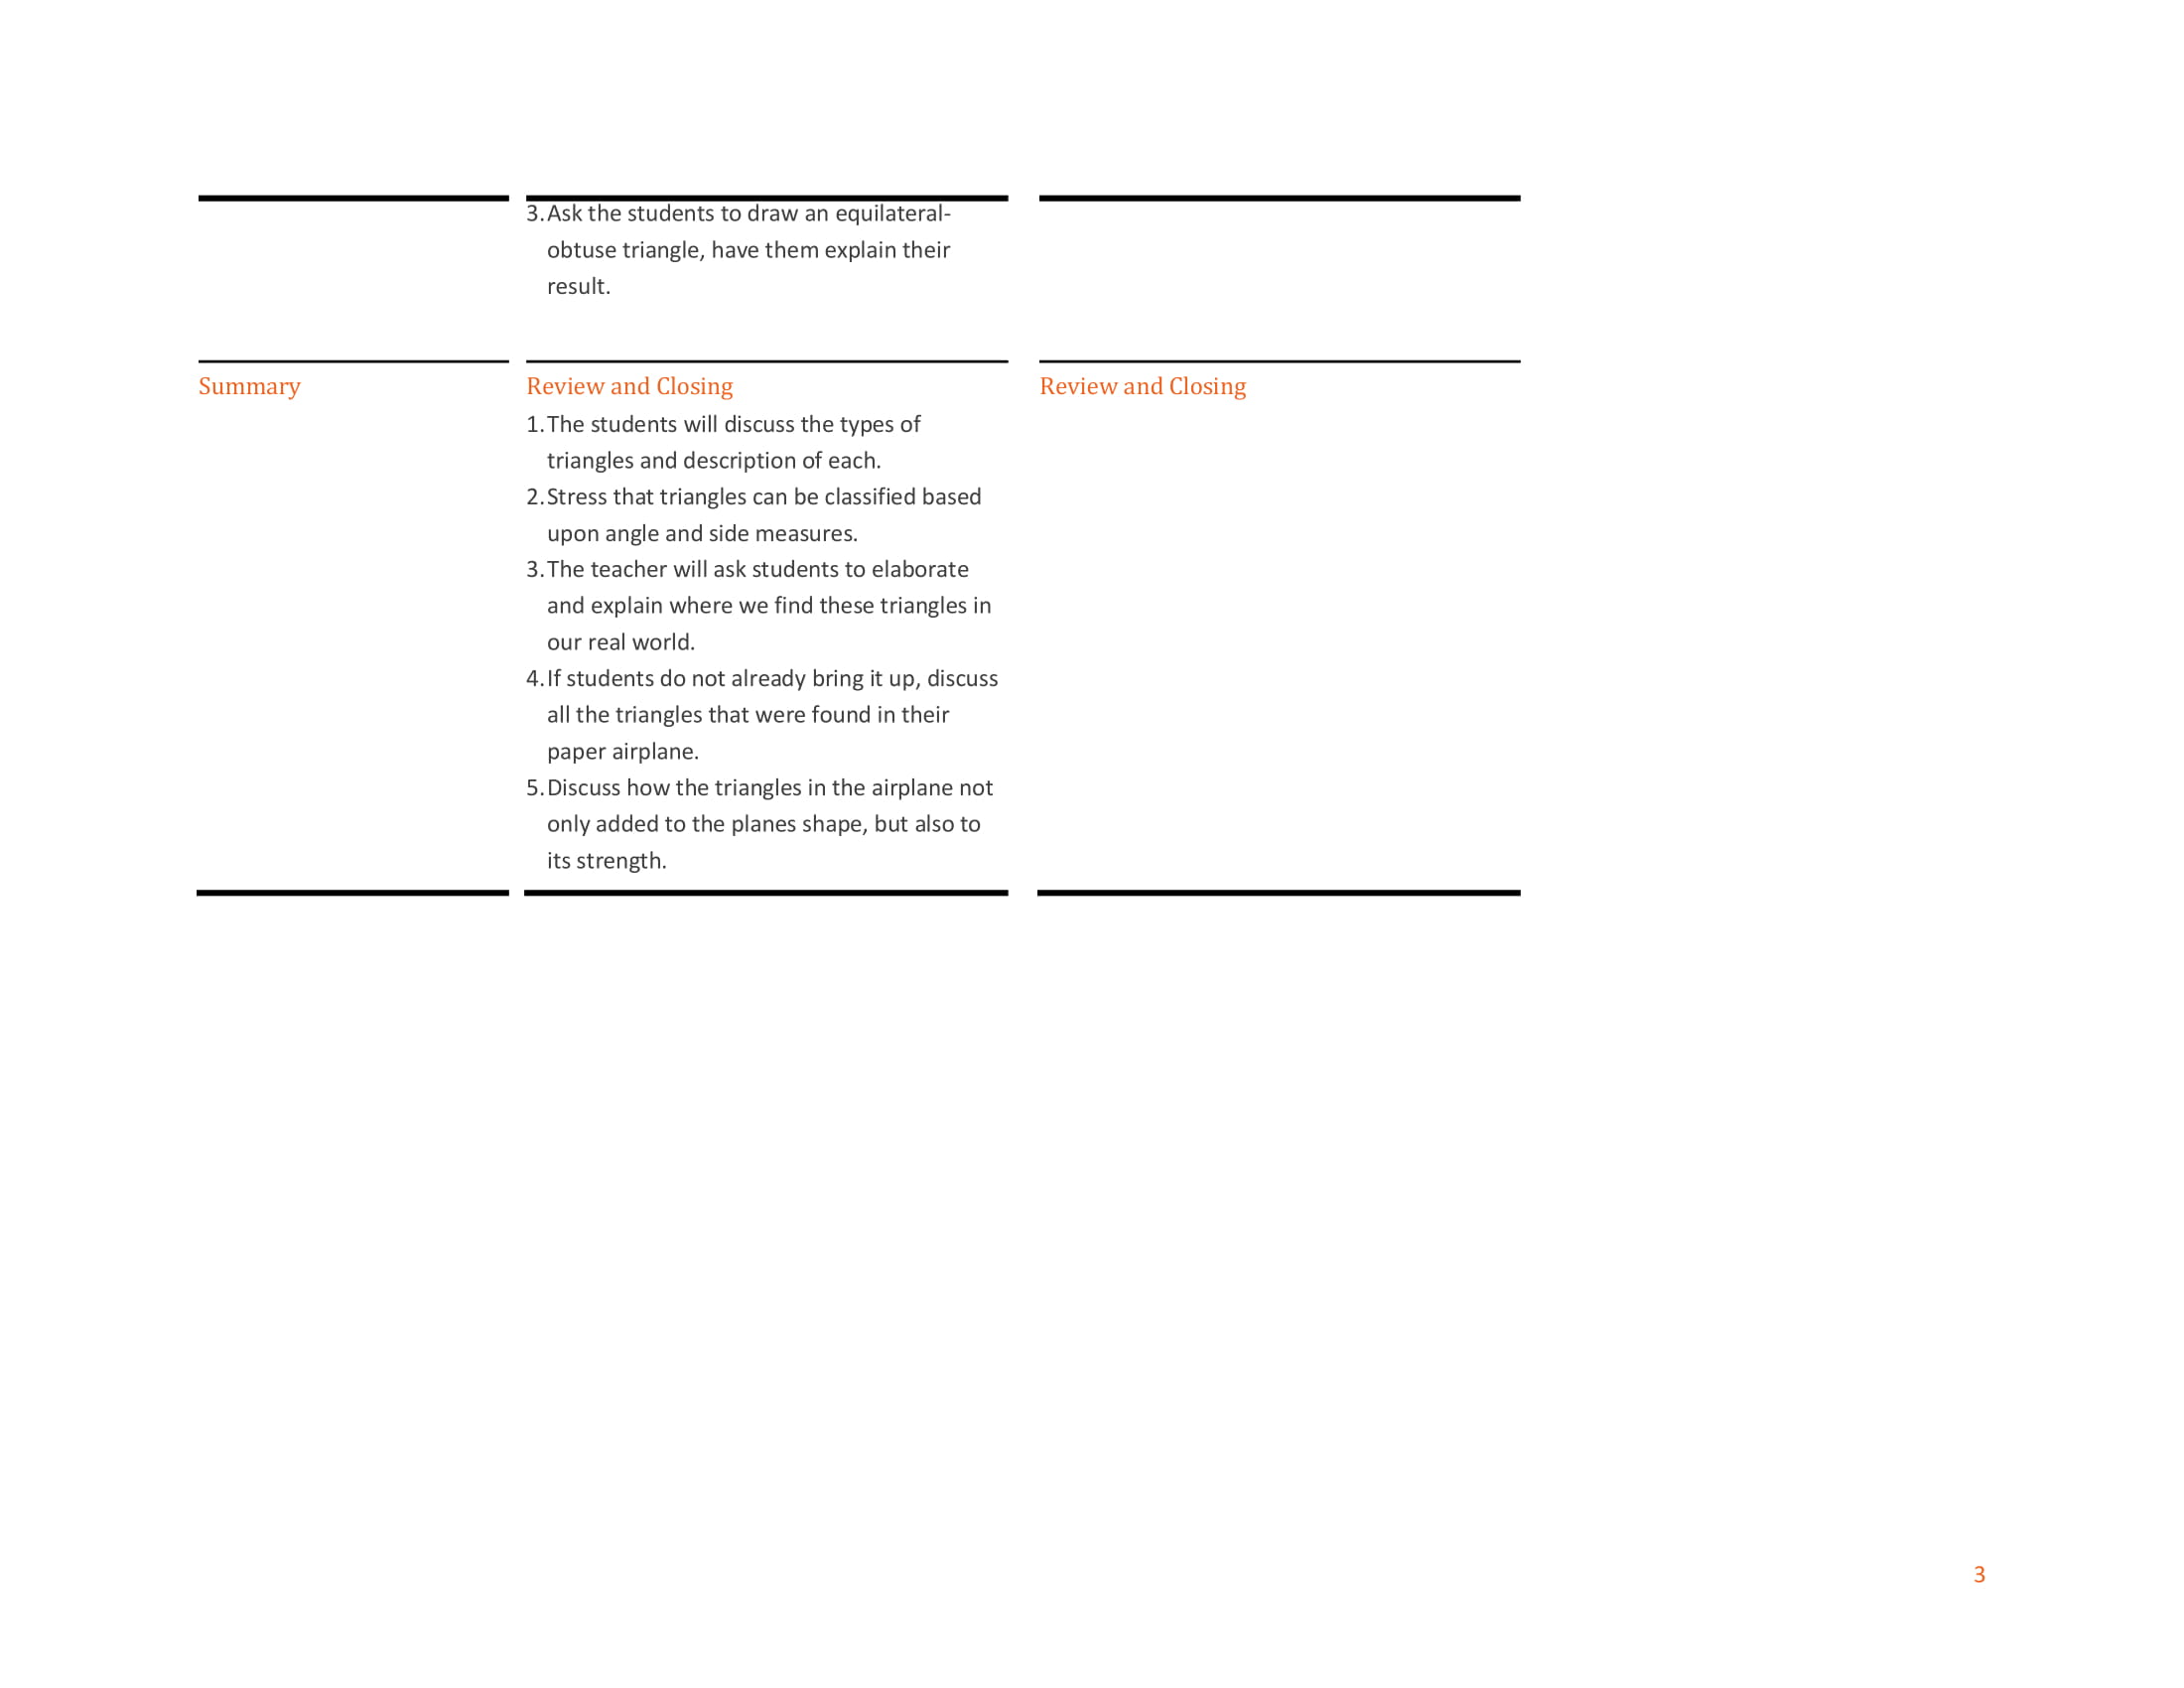 3. Ask the students to draw an equilateral-
obtuse triangle, have them explain their
result.
Summary
Review and Closing
1. The students will discuss the types of
triangles and description of each.
2. Stress that triangles can be classified based
upon angle and side measures.
3. The teacher will ask students to elaborate
and explain where we find these triangles in
our real world.
4. If students do not already bring it up, discuss
all the triangles that were found in their
paper airplane.
5. Discuss how the triangles in the airplane not
only added to the planes shape, but also to
its strength.
Review and Closing
3